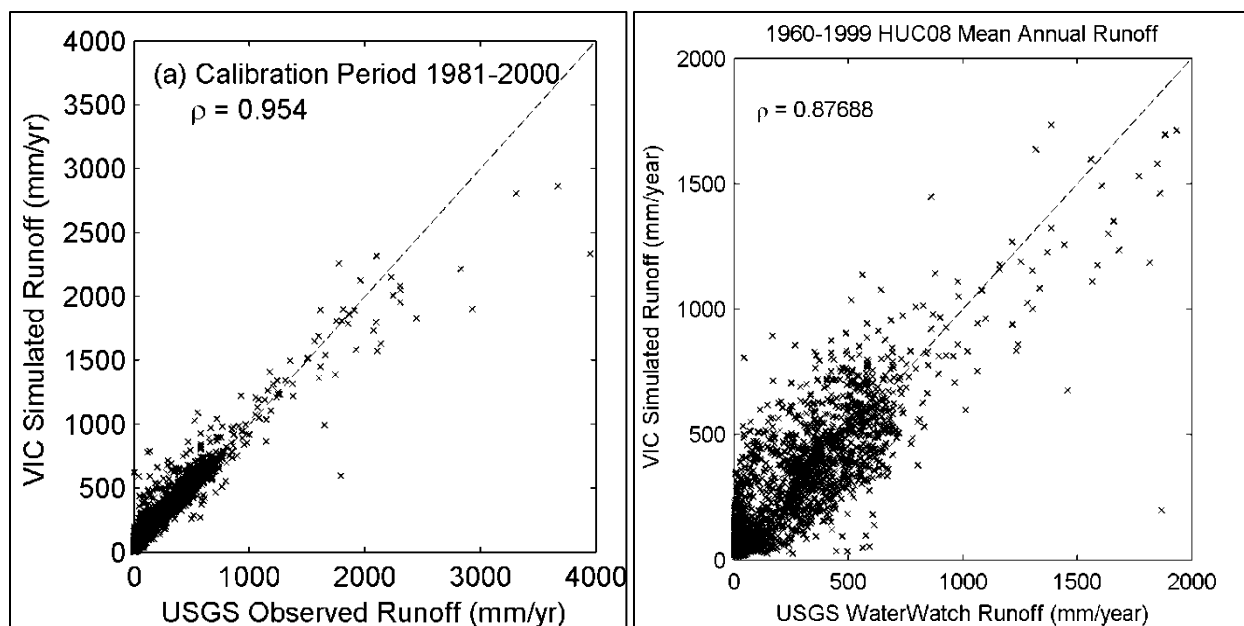 (a) Calibration Period 1981-2000
ρ = 0.954
VIC Simulated Runoff (mm/yr)
4000
3500
3000
2500
2000
1500
1000
500
0
0 1000 2000 3000 4000
USGS Observed Runoff (mm/yr)
1960-1999 HUC08 Mean Annual Runoff
ρ = 0.87688
VIC Simulated Runoff (mm/year)
2000
1500
1000
500
0
0 500 1000 1500 2000
USGS WaterWatch Runoff (mm/year)